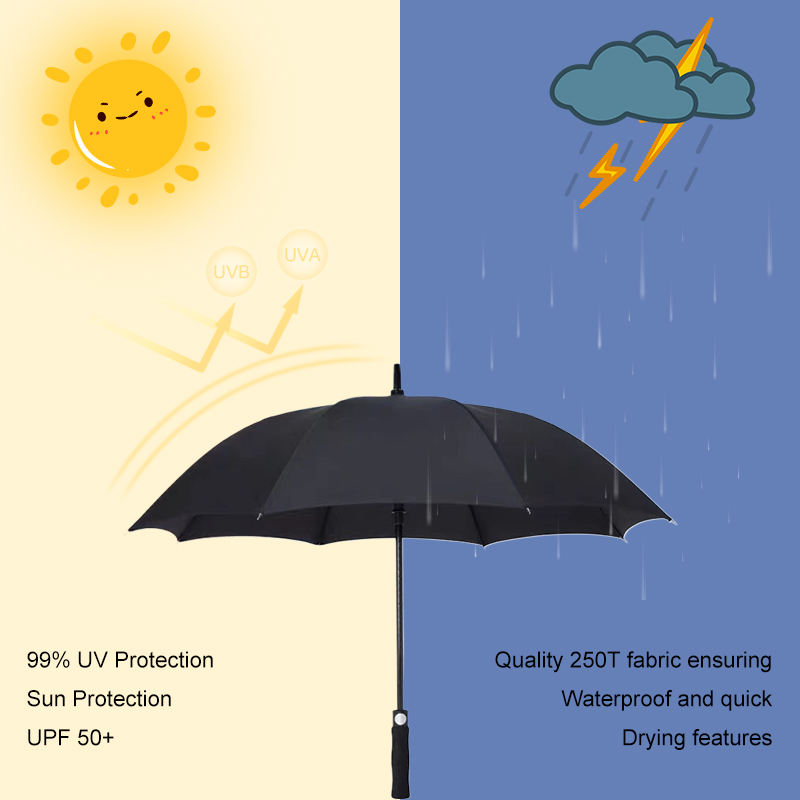 UVB
UVA
99% UV Protection
Sun Protection
UPF 50+
Quality 250T fabric ensuring
Waterproof and quick
Drying features